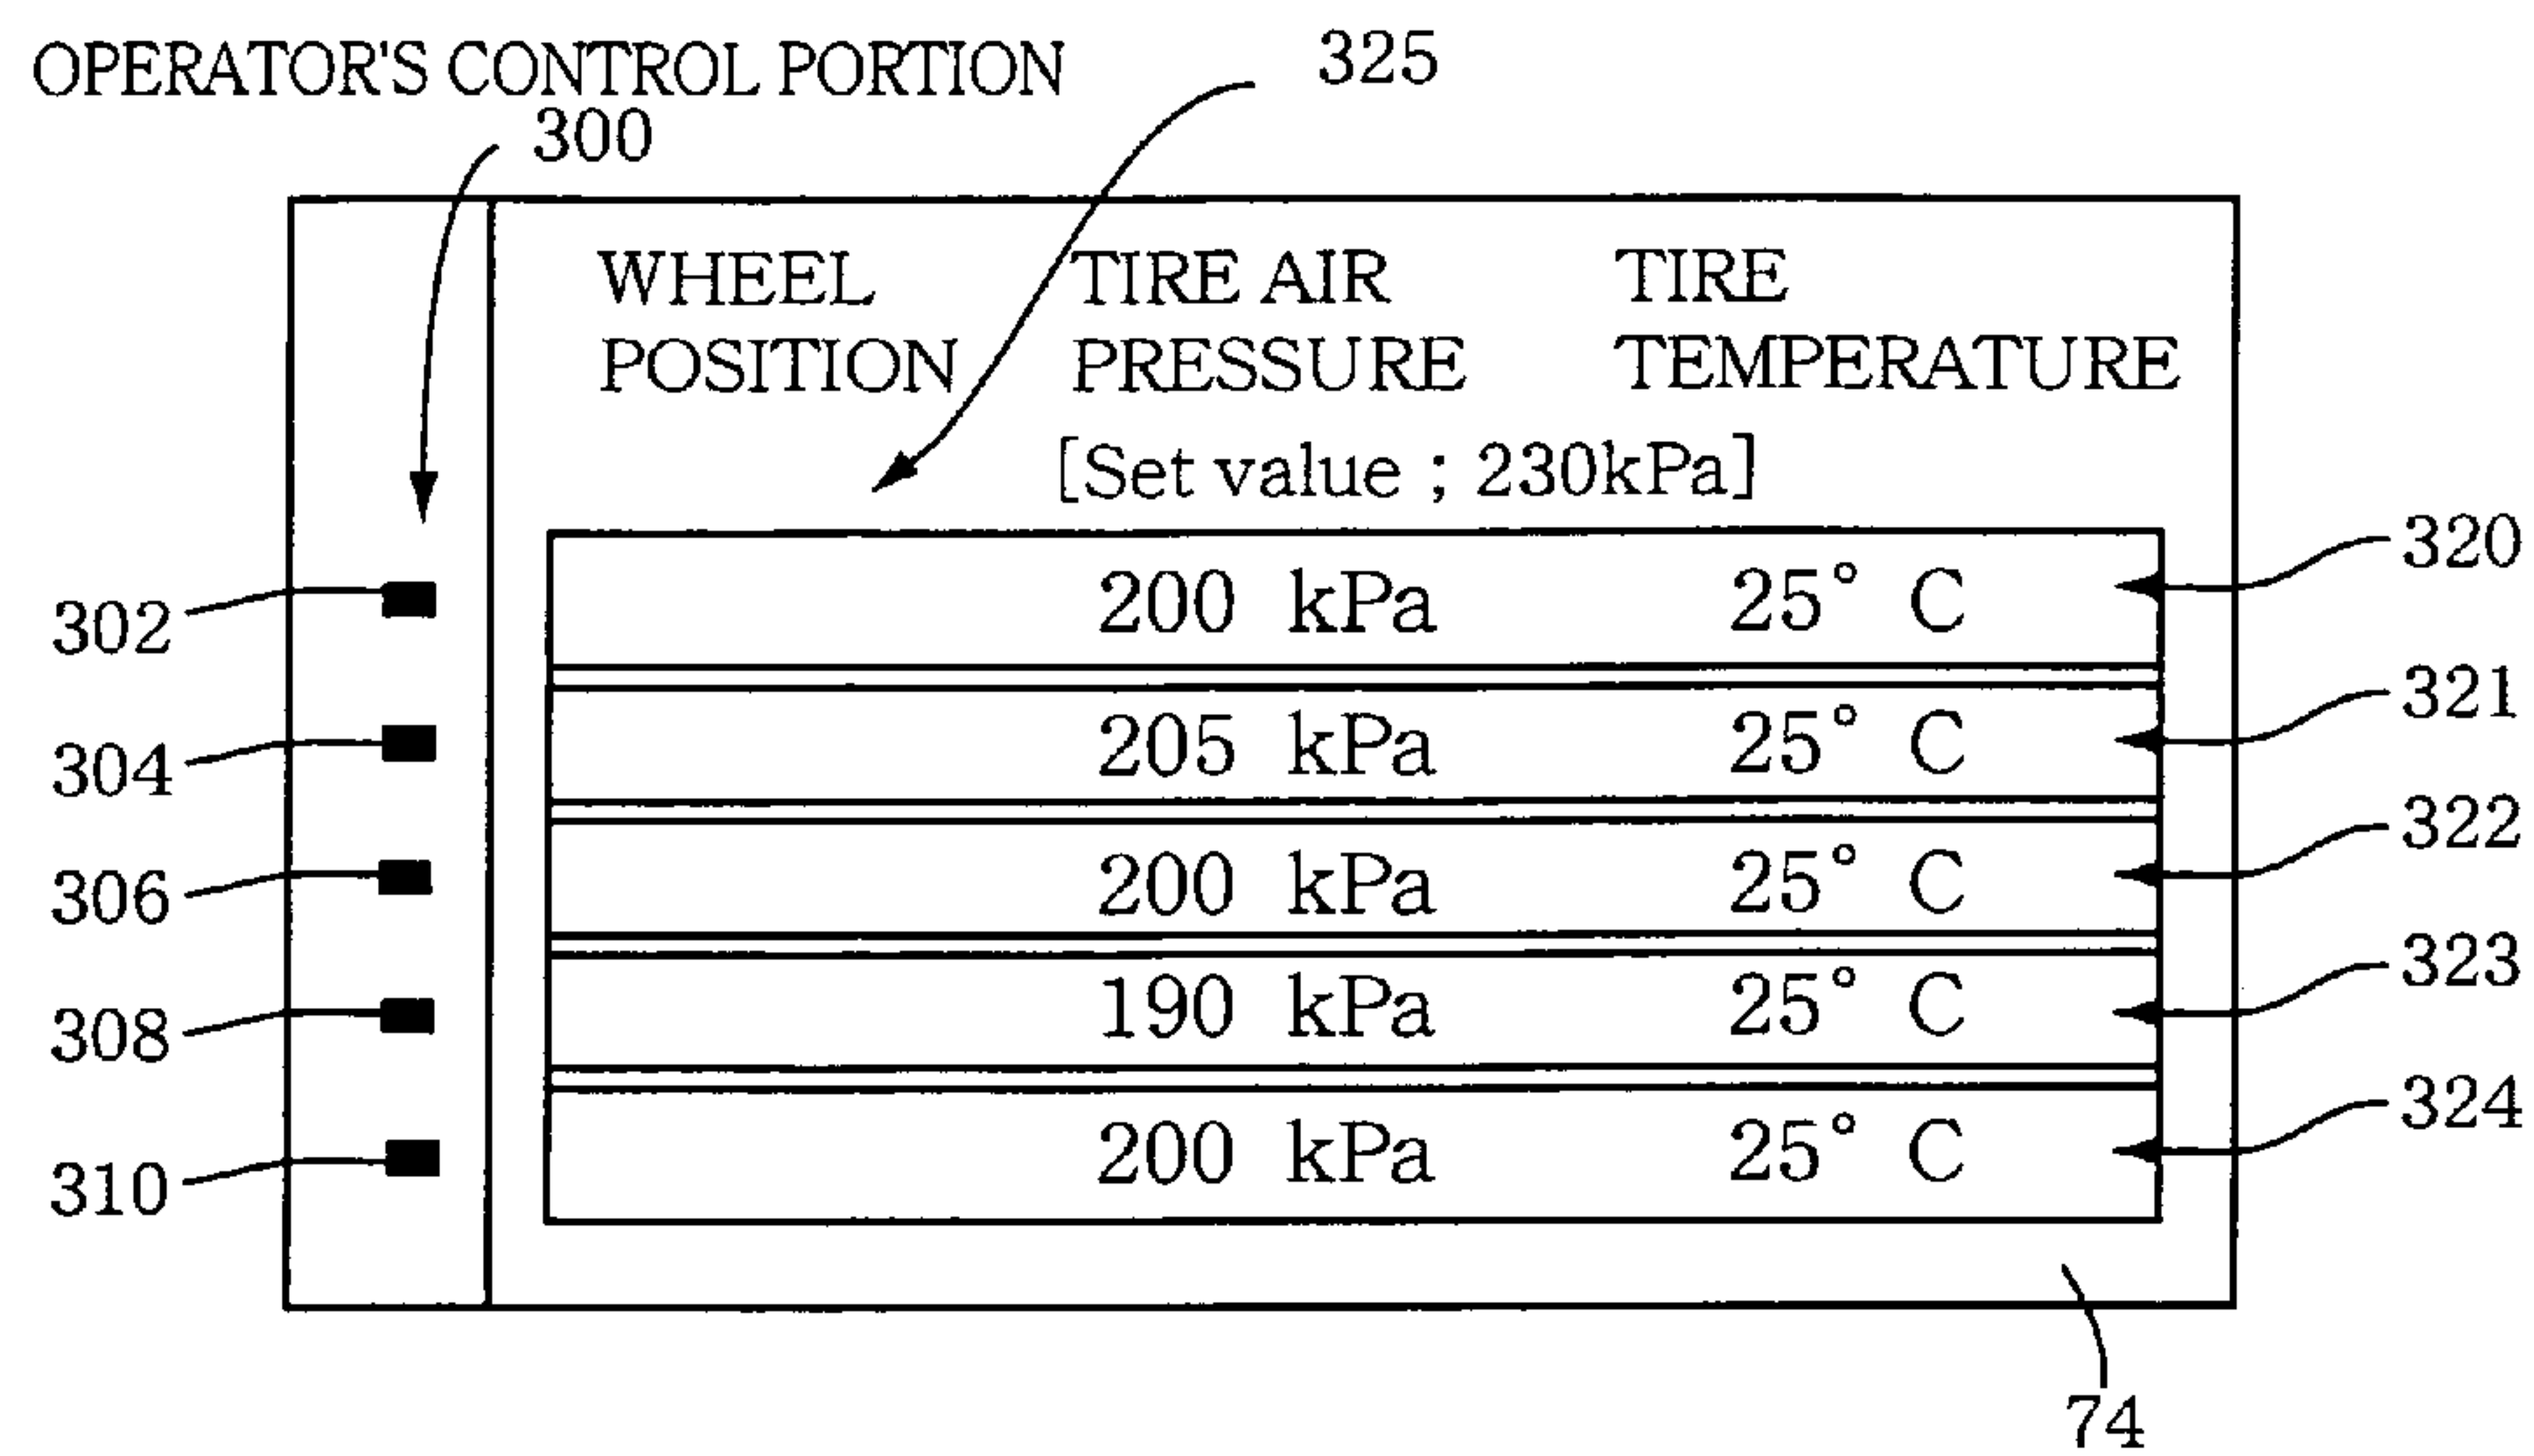 OPERATOR'S CONTROL PORTION
300
325
WHEEL POSITION
TIRE AIR PRESSURE
TIRE TEMPERATURE
[Set value ; 230kPa]
302
200 kPa 25° C
320
304
205 kPa 25° C
321
306
200 kPa 25° C
322
308
190 kPa 25° C
323
310
200 kPa 25° C
324
74